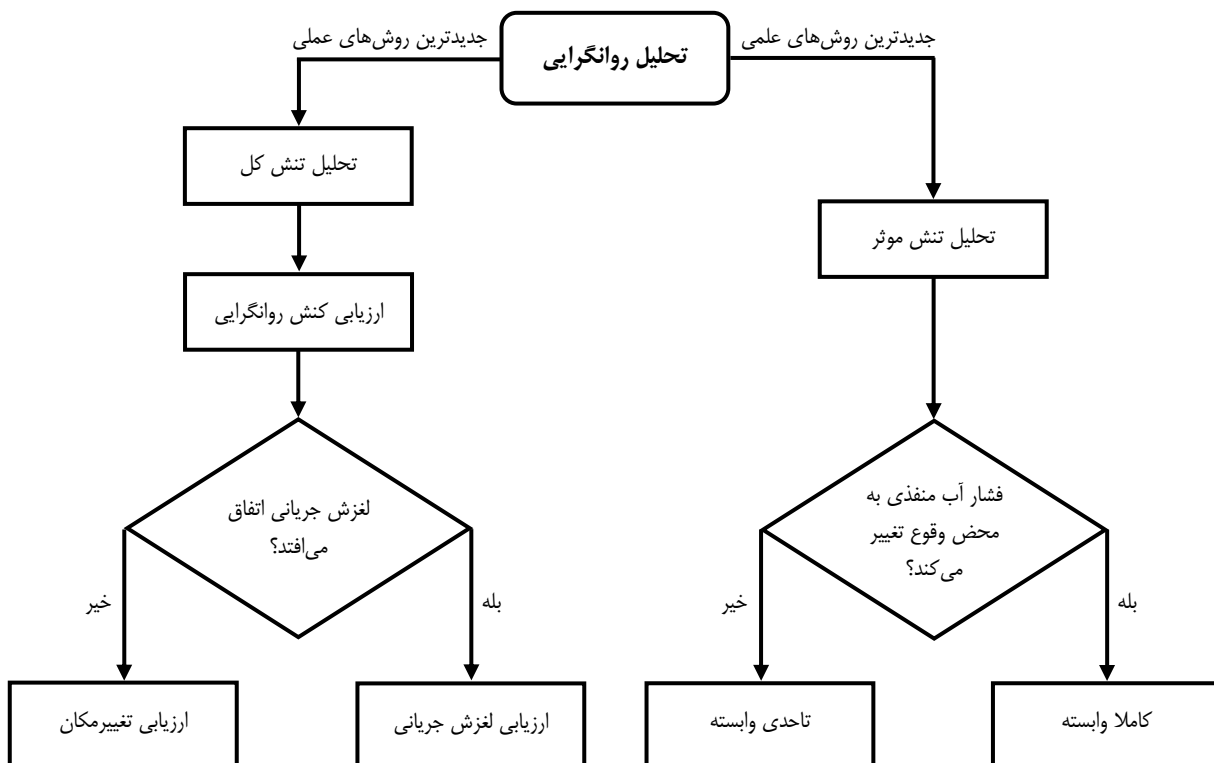 تحلیل روانگرایی
جدیدترین روش‌های علمی
جدیدترین روش‌های عملی
تحلیل تنش کل
تحلیل تنش موثر
ارزیابی کنش روانگرایی
فشار آب منفذی به
محض وقوع تغییر
می‌کند؟
لغزش جریانی اتفاق
می‌افتد؟
بله
خیر
بله
خیر
کاملا وابسته
تاحدی وابسته
ارزیابی لغزش جریانی
ارزیابی تغییرمکان